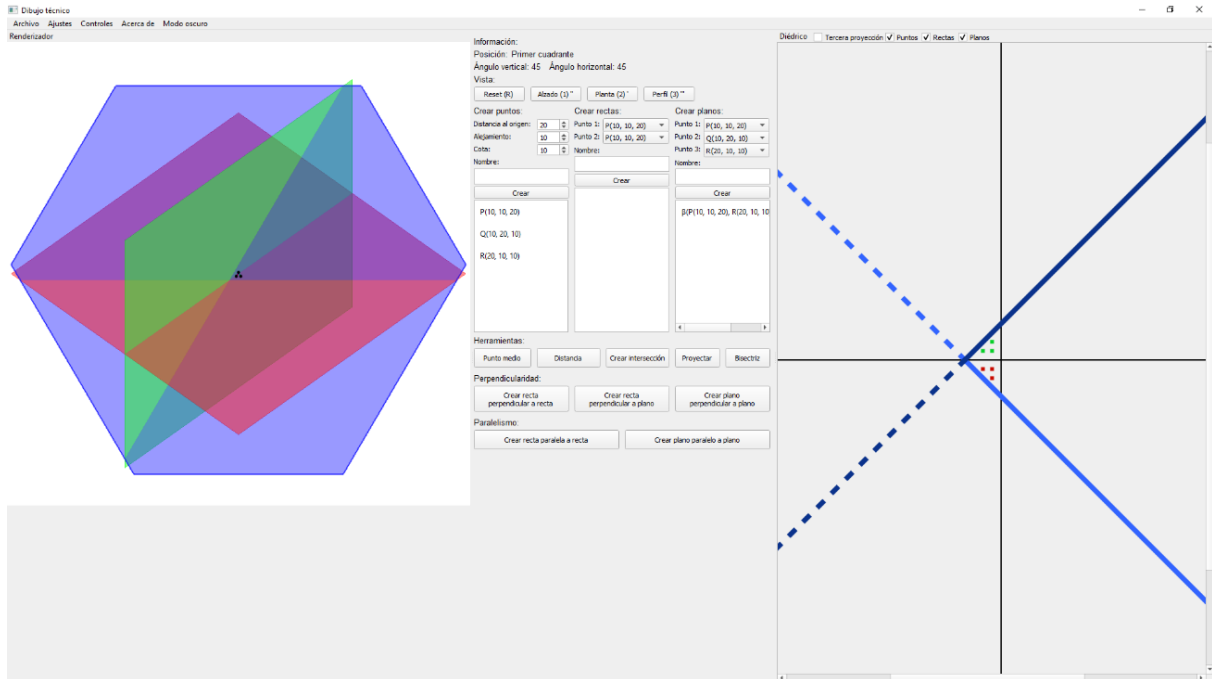 Dibujo técnico
Archivo Ajustes Controles Acerca de Modo oscuro
Renderizador
Información:
Posición: Primer cuadrante
Ángulo vertical: 45 Ángulo horizontal: 45
Vista:
Reset (R) Alzado (1) '' Planta (2) ' Perfil (3) '''
Crear puntos:
Distancia al origen: 20
Alejamiento: 10
Cota: 10
Nombre:
Crear
P(10, 10, 20)
Q(10, 20, 10)
R(20, 10, 10)
Crear rectas:
Punto 1: P(10, 10, 20)
Punto 2: P(10, 10, 20)
Nombre:
Crear
Crear planos:
Punto 1: P(10, 10, 20)
Punto 2: Q(10, 20, 10)
Punto 3: R(20, 10, 10)
Nombre:
Crear
β(P(10, 10, 20), R(20, 10, 10
Herramientas:
Punto medio Distancia Crear intersección Proyectar Bisectriz
Perpendicularidad:
Crear recta perpendicular a recta
Crear recta perpendicular a plano
Crear plano perpendicular a plano
Paralelismo:
Crear recta paralela a recta Crear plano paralelo a plano
Diédrico Tercera proyección Puntos Rectas Planos